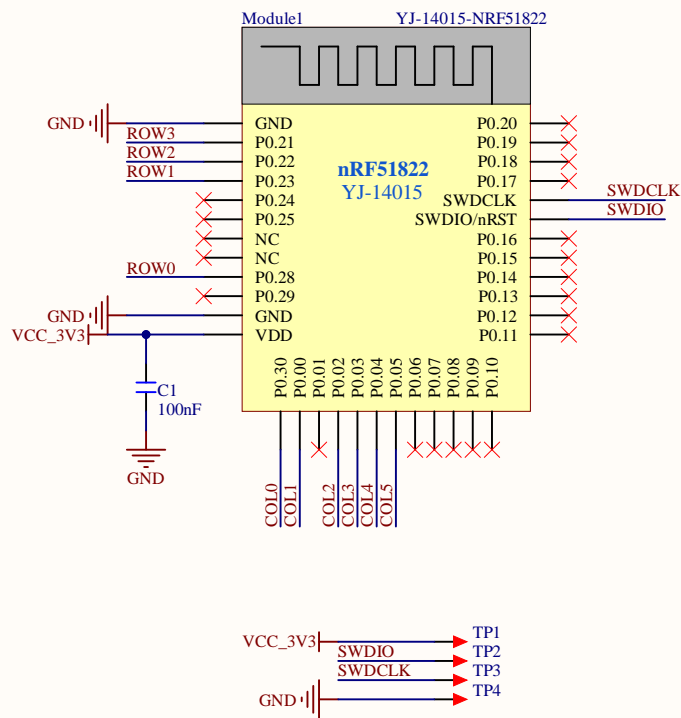 Module1 YJ-14015-NRF51822
nRF51822
YJ-14015
GND GND P0.20
ROW3 P0.21 P0.19
ROW2 P0.22 P0.18
ROW1 P0.23 P0.17
P0.24 SWDCLK SWDCLK
P0.25 SWDIO/nRST SWDIO
NC P0.16
NC P0.15
ROW0 P0.28 P0.14
P0.29 P0.13
GND GND P0.12
VCC_3V3 VDD P0.11
P0.30 P0.00 P0.01 P0.02 P0.03 P0.04 P0.05 P0.06 P0.07 P0.08 P0.09 P0.10
C1
100nF
GND
COL0 COL1 COL2 COL3 COL4 COL5
VCC_3V3 TP1
SWDIO TP2
SWDCLK TP3
GND TP4